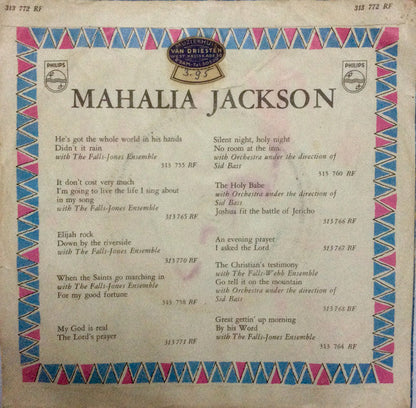 313 772 RF
313 772 RF
VAN DRIESTEN
3.95
PHILIPS
PHILIPS
MAHALIA JACKSON
He's got the whole world in his hands
Didn't it rain
with The Falls-Jones Ensemble
313 755 RF
It don't cost very much
I'm going to live the life I sing about
in my song
with The Falls-Jones Ensemble
313 765 RF
Elijah rock
Down by the riverside
with The Falls-Jones Ensemble
313 770 RF
When the Saints go marching in
with The Falls-Jones Ensemble
For my good fortune
313 758 RF
My God is real
The Lord's prayer
313 771 RF
Silent night, holy night
No room at the inn
with Orchestra under the direction of
Sid Bass
313 760 RF
The Holy Babe
with Orchestra under the direction of
Sid Bass
Joshua fit the battle of Jericho
313 766 RF
An evening prayer
I asked the Lord
313 767 RF
The Christian's testimony
with The Falls-Webb Ensemble
Go tell it on the mountain
with Orchestra under the direction of
Sid Bass
313 768 RF
Great gettin' up morning
By his Word
with The Falls-Jones Ensemble
313 764 RF